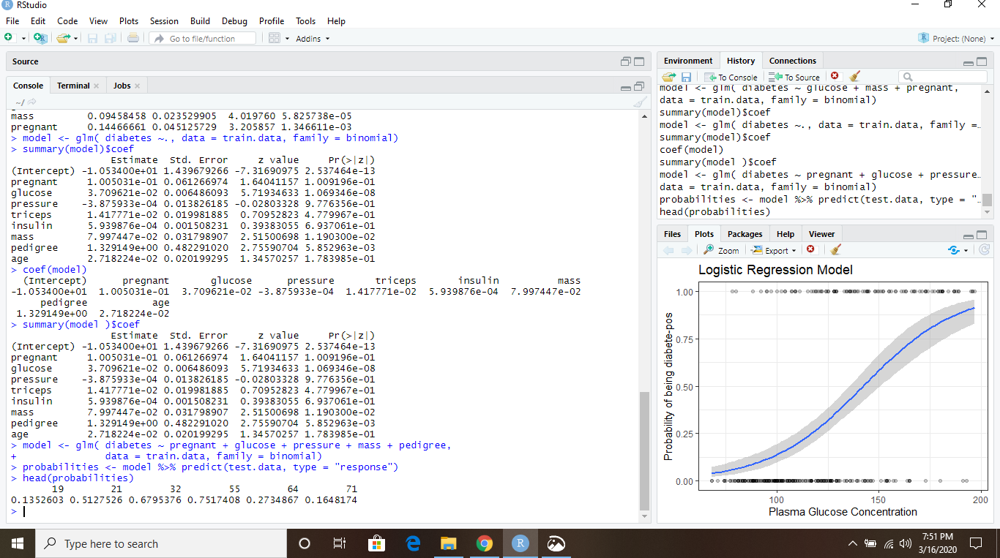 RStudio
File Edit Code View Plots Session Build Debug Profile Tools Help
Go to file/function Addins Project: (None)
Source
Console Terminal Jobs
~/
mass 0.09458458 0.023529905 4.019760 5.825738e-05
pregnant 0.14466661 0.045125729 3.205857 1.346611e-03
> model <- glm( diabetes ~., data = train.data, family = binomial)
> summary(model)$coef
Estimate Std. Error z value Pr(>|z|)
(Intercept) -1.053400e+01 1.439679266 -7.31690975 2.537464e-13
pregnant 1.005031e-01 0.061266974 1.64041157 1.009196e-01
glucose 3.709621e-02 0.006486093 5.71934633 1.069346e-08
pressure -3.875933e-04 0.013826185 -0.02803328 9.776356e-01
triceps 1.417771e-02 0.019981885 0.70952823 4.779967e-01
insulin 5.939876e-04 0.001508231 0.39383055 6.937061e-01
mass 7.997447e-02 0.031798907 2.51500698 1.190300e-02
pedigree 1.329149e+00 0.482291020 2.75590704 5.852963e-03
age 2.718224e-02 0.020199295 1.34570257 1.783985e-01
> coef(model)
(Intercept) pregnant glucose pressure triceps insulin mass
-1.053400e+01 1.005031e-01 3.709621e-02 -3.875933e-04 1.417771e-02 5.939876e-04 7.997447e-02
pedigree age
1.329149e+00 2.718224e-02
> summary(model )$coef
Estimate Std. Error z value Pr(>|z|)
(Intercept) -1.053400e+01 1.439679266 -7.31690975 2.537464e-13
pregnant 1.005031e-01 0.061266974 1.64041157 1.009196e-01
glucose 3.709621e-02 0.006486093 5.71934633 1.069346e-08
pressure -3.875933e-04 0.013826185 -0.02803328 9.776356e-01
triceps 1.417771e-02 0.019981885 0.70952823 4.779967e-01
insulin 5.939876e-04 0.001508231 0.39383055 6.937061e-01
mass 7.997447e-02 0.031798907 2.51500698 1.190300e-02
pedigree 1.329149e+00 0.482291020 2.75590704 5.852963e-03
age 2.718224e-02 0.020199295 1.34570257 1.783985e-01
> model <- glm( diabetes ~ pregnant + glucose + pressure + mass + pedigree,
+ data = train.data, family = binomial)
> probabilities <- model %>% predict(test.data, type = "response")
> head(probabilities)
19 21 32 55 64 71
0.1352603 0.5127526 0.6795376 0.7517408 0.2734867 0.1648174
>
Environment History Connections
To Console To Source
model <- glm( diabetes ~ glucose + mass + pregnant,
data = train.data, family = binomial)
summary(model)$coef
model <- glm( diabetes ~., data = train.data, family =…
summary(model)$coef
coef(model)
summary(model )$coef
model <- glm( diabetes ~ pregnant + glucose + pressure…
data = train.data, family = binomial)
probabilities <- model %>% predict(test.data, type = "…
head(probabilities)
Files Plots Packages Help Viewer
Zoom Export
Logistic Regression Model
1.00
0.75
0.50
0.25
0.00
Probability of being diabete-pos
100 150 200
Plasma Glucose Concentration
Type here to search
7:51 PM
3/16/2020